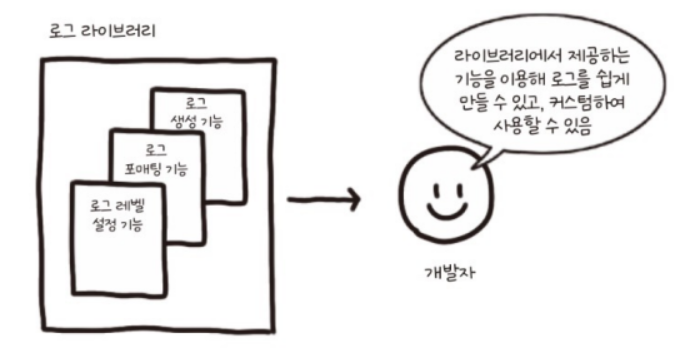 로그 라이브러리
로그
생성 기능
로그
포매팅 기능
로그 레벨
설정 기능
라이브러리에서 제공하는
기능을 이용해 로그를 쉽게
만들 수 있고, 커스텀하여
사용할 수 있음
개발자